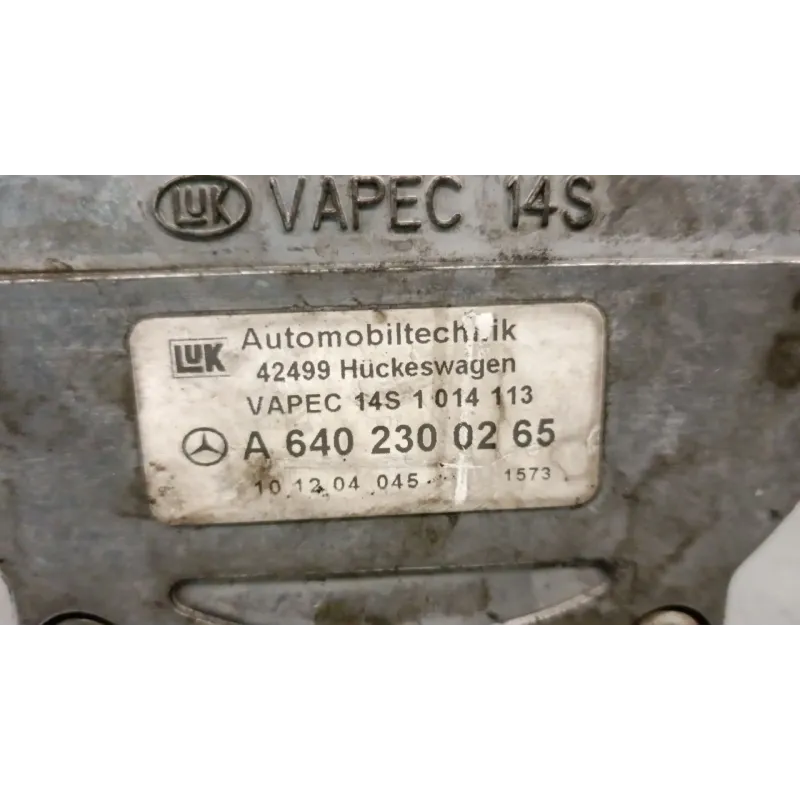 LUK VAPEC 14S
LUK Automobiltechnik
42499 Hückeswagen
VAPEC 14S 1 014 113
A 640 230 02 65
10 12 04 045 1573